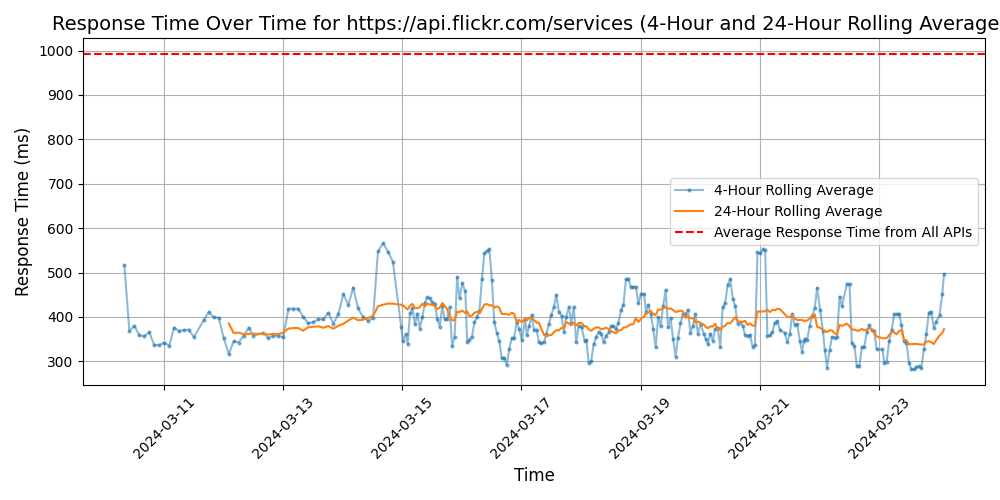 Response Time Over Time for https://api.flickr.com/services (4-Hour and 24-Hour Rolling Average
Response Time (ms)
1000
900
800
700
600
500
400
300
4-Hour Rolling Average
24-Hour Rolling Average
Average Response Time from All APIs
2024-03-11
2024-03-13
2024-03-15
2024-03-17
2024-03-19
2024-03-21
2024-03-23
Time